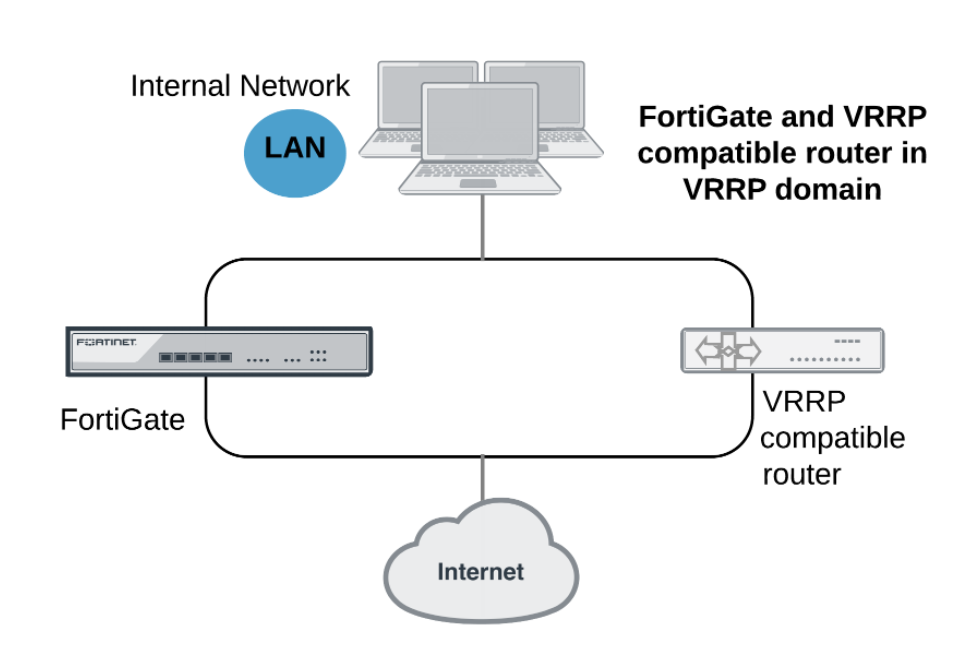 Internal Network
LAN
FortiGate and VRRP
compatible router in
VRRP domain
FORTINET
FortiGate
VRRP
compatible
router
Internet